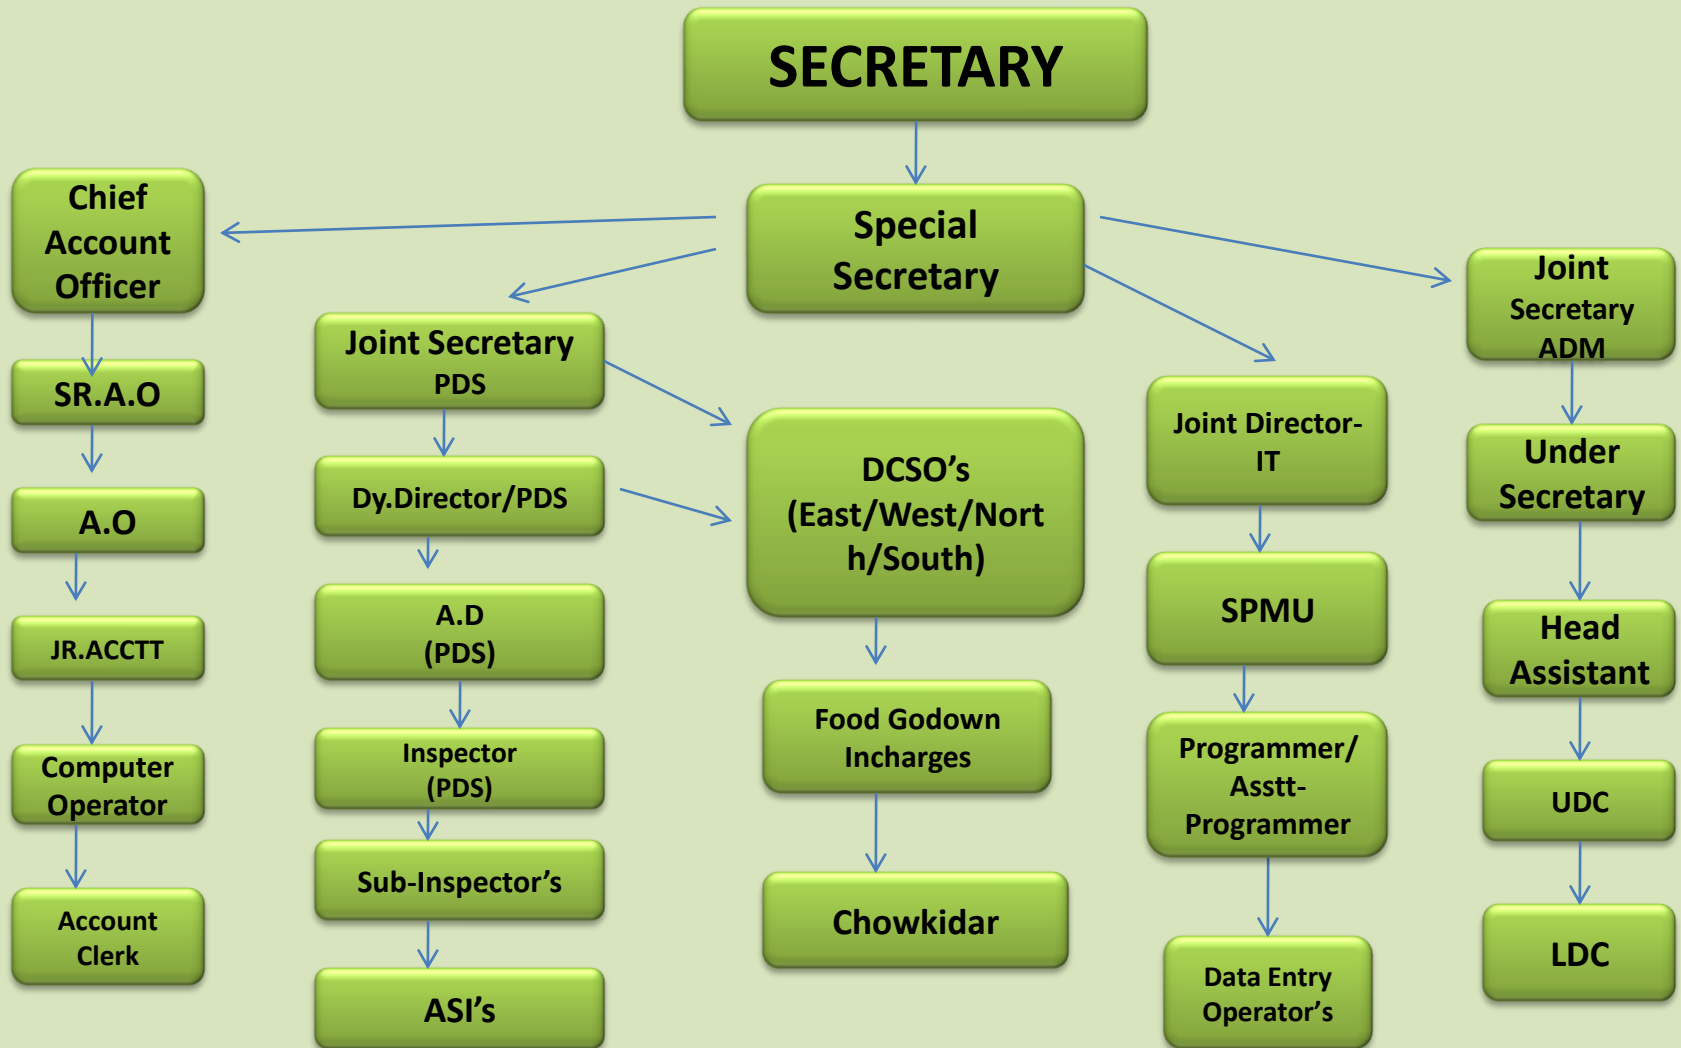 SECRETARY
Special
Secretary
Chief
Account
Officer
SR.A.O
A.O
JR.ACCTT
Computer
Operator
Account
Clerk
Joint Secretary
PDS
Dy.Director/PDS
A.D
(PDS)
Inspector
(PDS)
Sub-Inspector’s
ASI’s
DCSO’s
(East/West/Nort
h/South)
Food Godown
Incharges
Chowkidar
Joint Director-
IT
SPMU
Programmer/
Asstt-
Programmer
Data Entry
Operator’s
Joint
Secretary
ADM
Under
Secretary
Head
Assistant
UDC
LDC